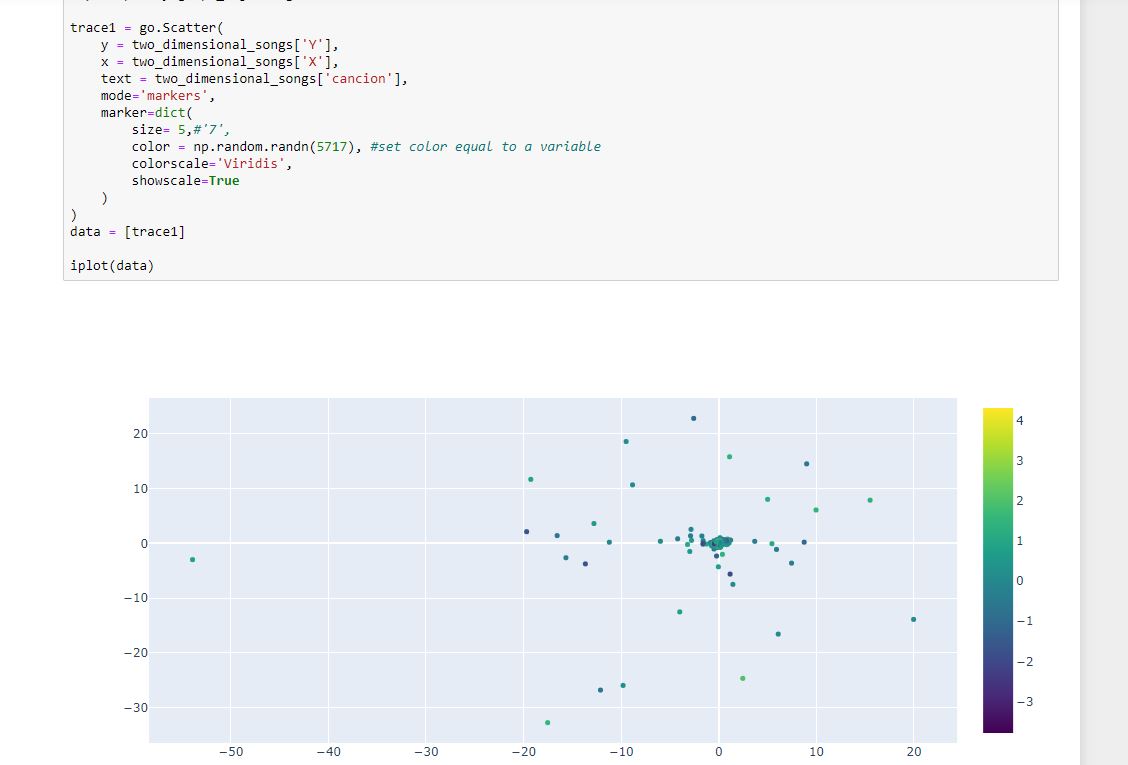 trace1 = go.Scatter(
    y = two_dimensional_songs['Y'],
    x = two_dimensional_songs['X'],
    text = two_dimensional_songs['cancion'],
    mode='markers',
    marker=dict(
        size= 5,#'7',
        color = np.random.randn(5717), #set color equal to a variable
        colorscale='Viridis',
        showscale=True
    )
)
data = [trace1]
iplot(data)
20
10
0
−10
−20
−30
−50 −40 −30 −20 −10 0 10 20
4
3
2
1
0
−1
−2
−3